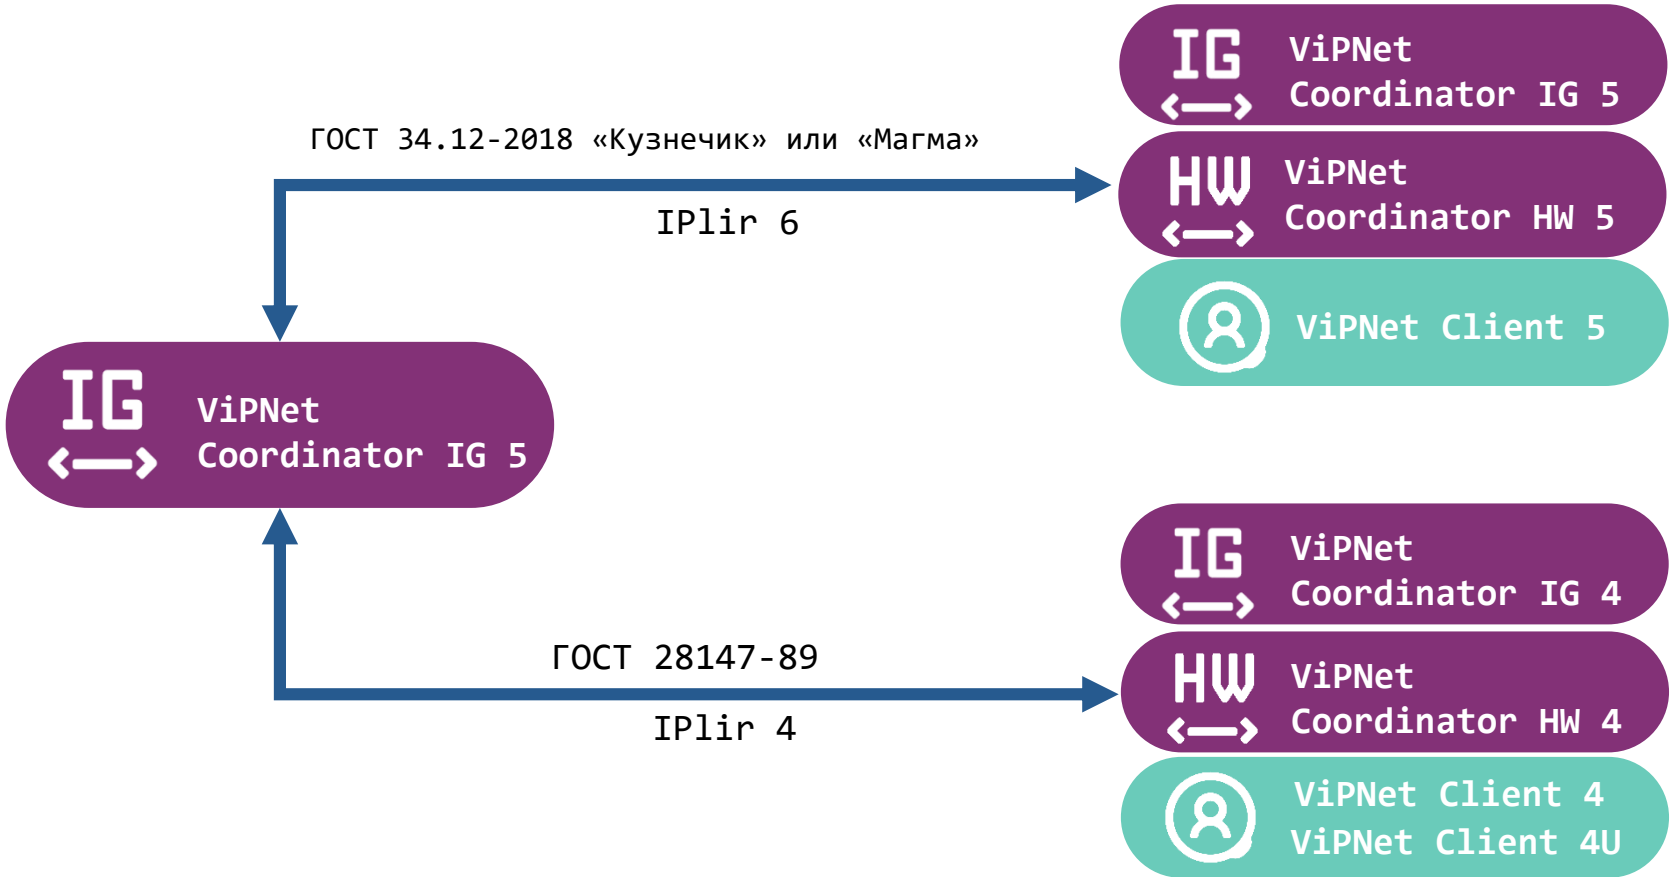 IG
ViPNet
Coordinator IG 5
ГОСТ 34.12-2018 «Кузнечик» или «Магма»
IPlir 6
HW
ViPNet
Coordinator HW 5
ViPNet Client 5
IG
ViPNet
Coordinator IG 5
IG
ViPNet
Coordinator IG 4
ГОСТ 28147-89
IPlir 4
HW
ViPNet
Coordinator HW 4
ViPNet Client 4
ViPNet Client 4U